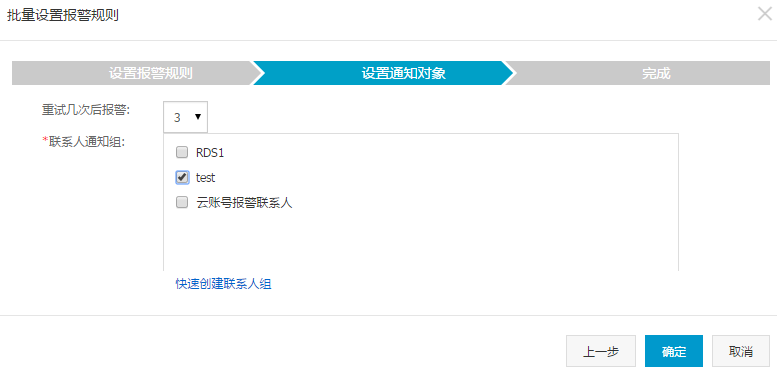 批量设置报警规则
设置报警规则 设置通知对象 完成
重试几次后报警: 3
*联系人通知组:
RDS1
test
云账号报警联系人
快速创建联系人组
上一步 确定 取消